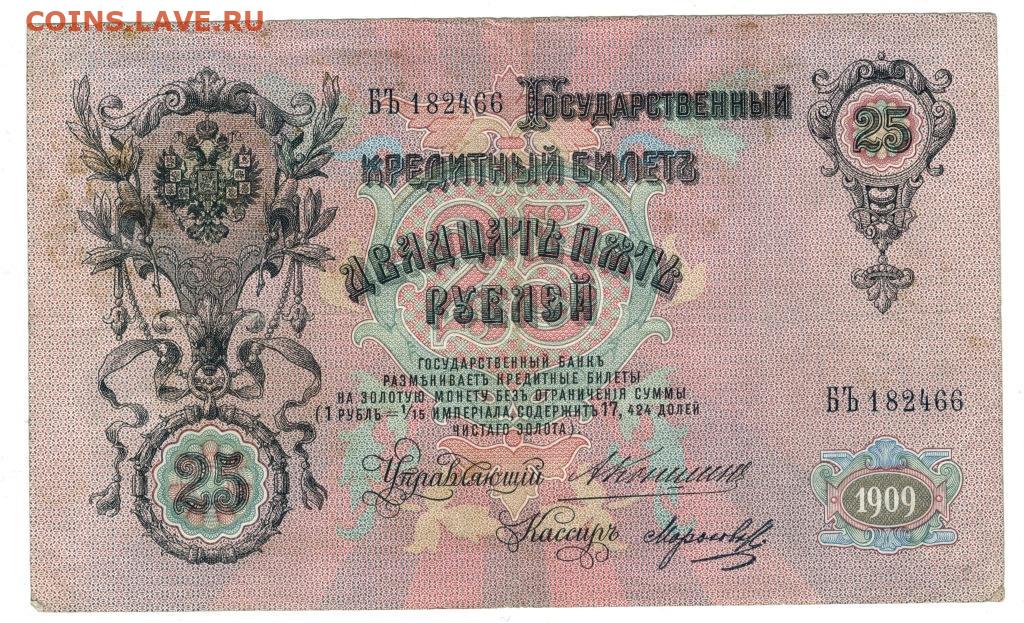 COINS.LAVE.RU
БЪ 182466 ГОСУДАРСТВЕННЫЙ
25
КРЕДИТНЫЙ БИЛЕТЪ
25
ДВАДЦАТЬ ПЯТЬ
РУБЛЕЙ
ГОСУДАРСТВЕННЫЙ БАНКЪ
РАЗМѢНИВАЕТЪ КРЕДИТНЫЕ БИЛЕТЫ
НА ЗОЛОТУЮ МОНЕТУ БЕЗЪ ОГРАНИЧЕНІЯ СУММЫ
(1 РУБЛЬ = 1/15 ИМПЕРІАЛА, СОДЕРЖИТЪ 17, 424 ДОЛЕЙ
ЧИСТАГО ЗОЛОТА).
БЪ 182466
25
Управляющій
Кассиръ
1909